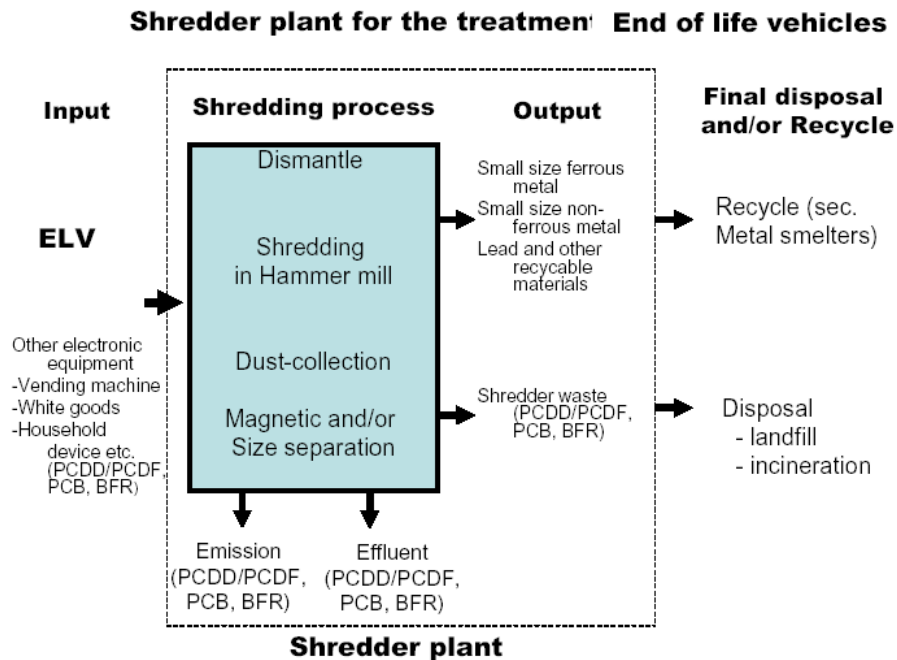 Shredder plant for the treatment End of life vehicles
Input
ELV
Other electronic
equipment
-Vending machine
-White goods
-Household
device etc.
(PCDD/PCDF,
PCB, BFR)
Shredding process
Dismantle
Shredding
in Hammer mill
Dust-collection
Magnetic and/or
Size separation
Emission
(PCDD/PCDF,
PCB, BFR)
Effluent
(PCDD/PCDF,
PCB, BFR)
Output
Small size ferrous
metal
Small size non-
ferrous metal
Lead and other
recycable
materials
Shredder waste
(PCDD/PCDF,
PCB, BFR)
Final disposal
and/or Recycle
Recycle (sec.
Metal smelters)
Disposal
- landfill
- incineration
Shredder plant